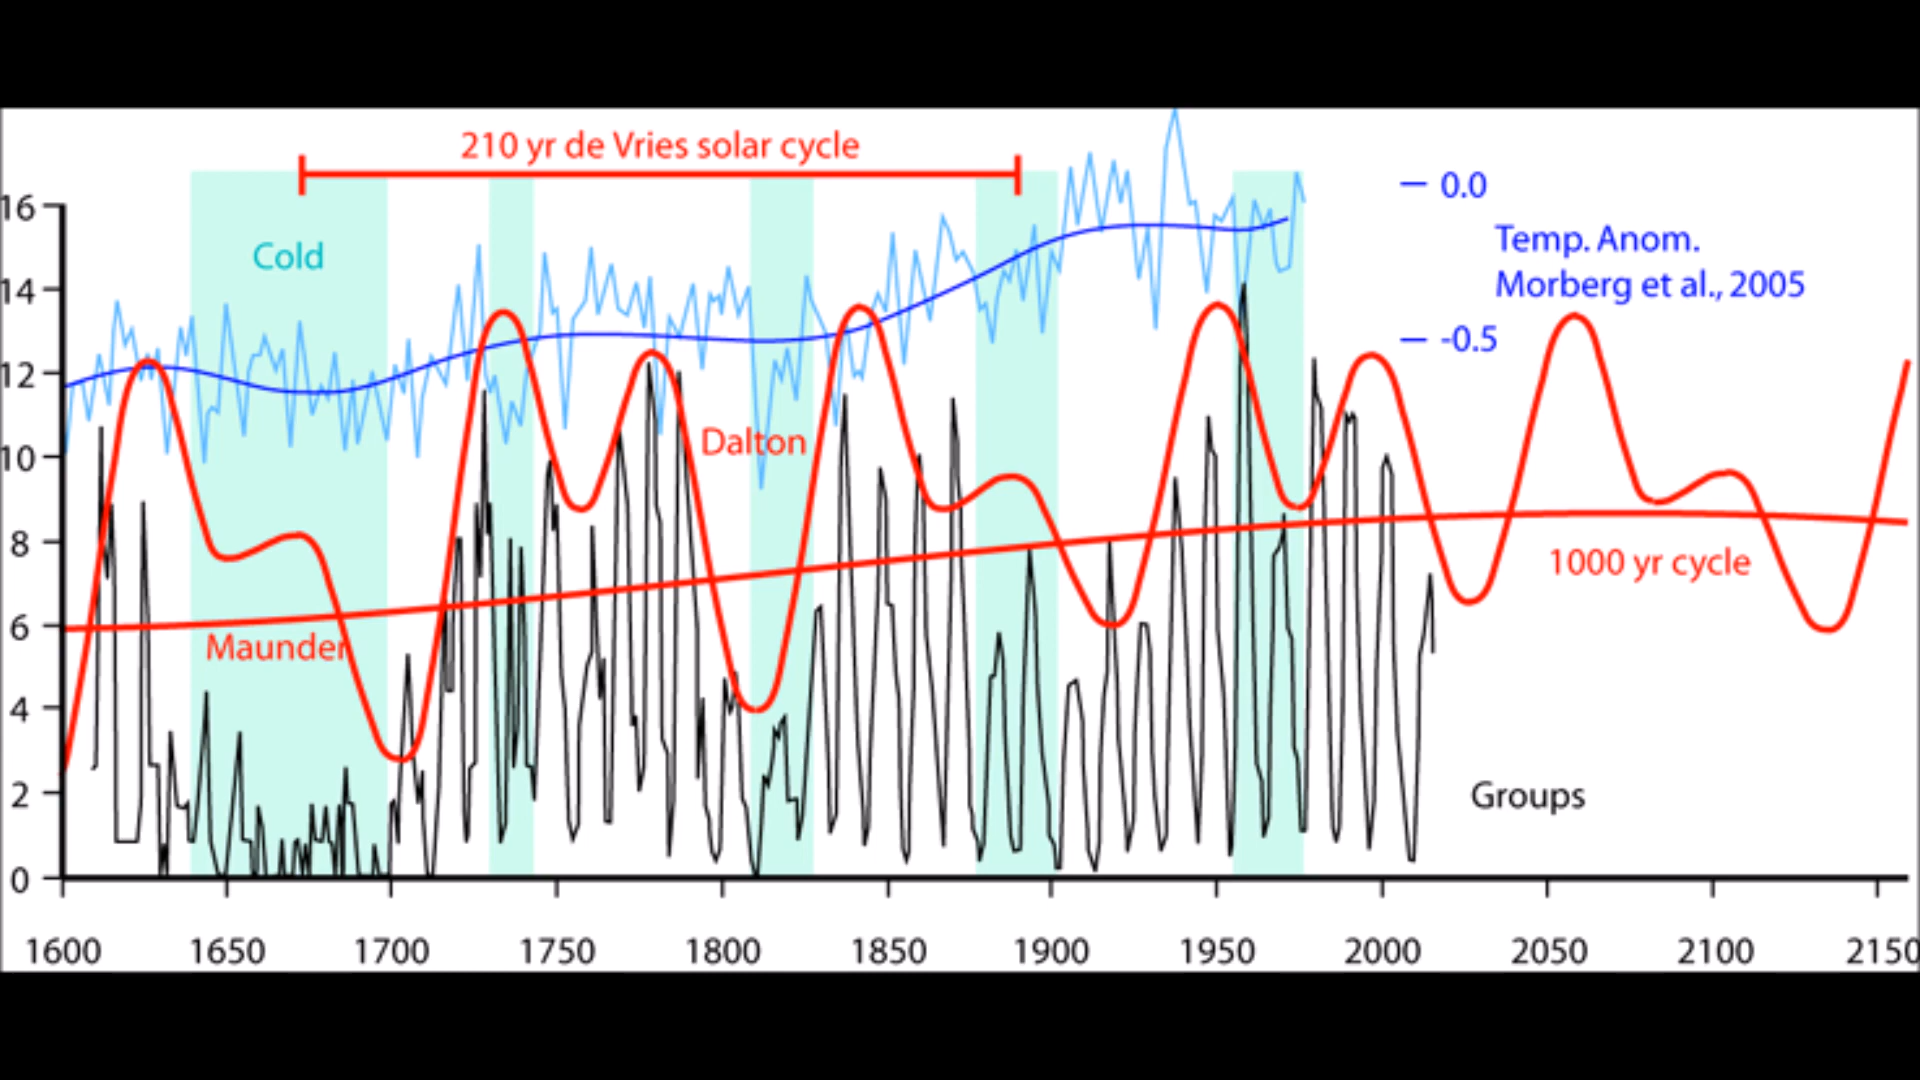 210 yr de Vries solar cycle
0.0
16
Temp. Anom.
Cold
Morberg et al., 2005
14
-0.5
12
Dalton
10
8
1000 yr cycle
6
Maunder
4
2
Groups
0
1600 1650 1700 1750 1800 1850 1900 1950 2000 2050 2100 2150